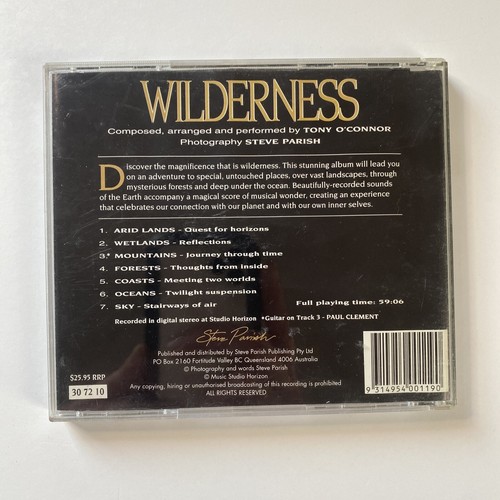 WILDERNESS
Composed, arranged and performed by TONY O'CONNOR
Photography STEVE PARISH
Discover the magnificence that is wilderness. This stunning album will lead you
on an adventure to special, untouched places, over vast landscapes, through
mysterious forests and deep under the ocean. Beautifully-recorded sounds
of the Earth accompany a magical score of musical wonder, creating an experience
that celebrates our connection with our planet and with our own inner selves.
1. ARID LANDS - Quest for horizons
2. WETLANDS - Reflections
3.* MOUNTAINS - Journey through time
4. FORESTS - Thoughts from inside
5. COASTS - Meeting two worlds
6. OCEANS - Twilight suspension
7. SKY - Stairways of air
Full playing time: 59:06
Recorded in digital stereo at Studio Horizon *Guitar on Track 3 - PAUL CLEMENT
Steve Parish
Published and distributed by Steve Parish Publishing Pty Ltd
PO Box 2160 Fortitude Valley BC Queensland 4006 Australia
© Photography and words Steve Parish
© Music Studio Horizon
Any copying, hiring or unauthorised broadcasting of this recording is prohibited
ALL RIGHTS RESERVED
$25.95 RRP
30 72 10
9 314954 001190